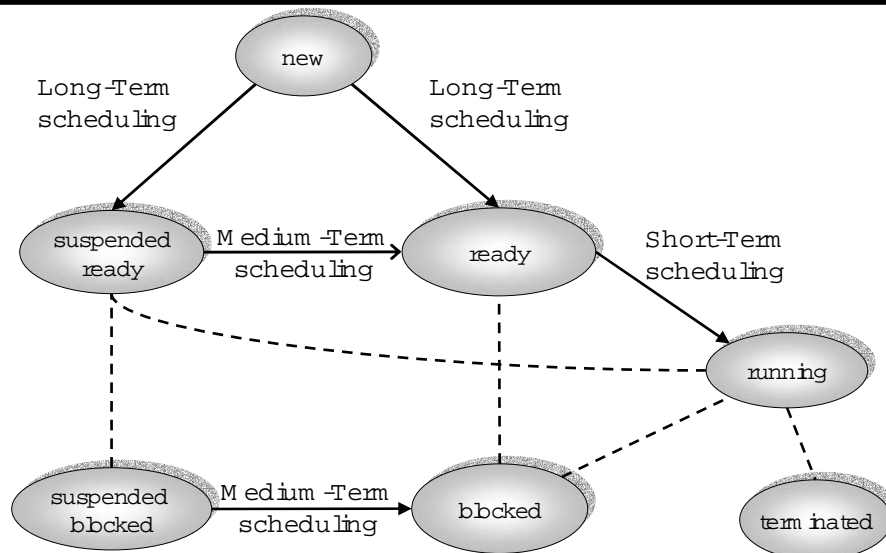 new
Long-Term
scheduling
Long-Term
scheduling
suspended
ready
Medium-Term
scheduling
ready
Short-Term
scheduling
running
suspended
blocked
Medium-Term
scheduling
blocked
terminated